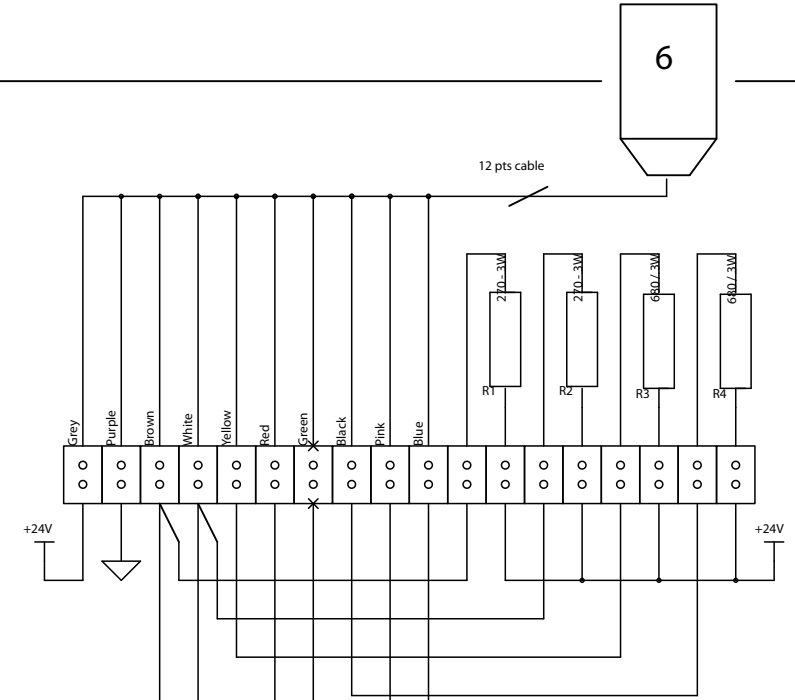 6
12 pts cable
270 - 3W
270 - 3W
680 / 3W
680 / 3W
R1
R2
R3
R4
Grey
Purple
Brown
White
Yellow
Red
Green
Black
Pink
Blue
+24V
+24V